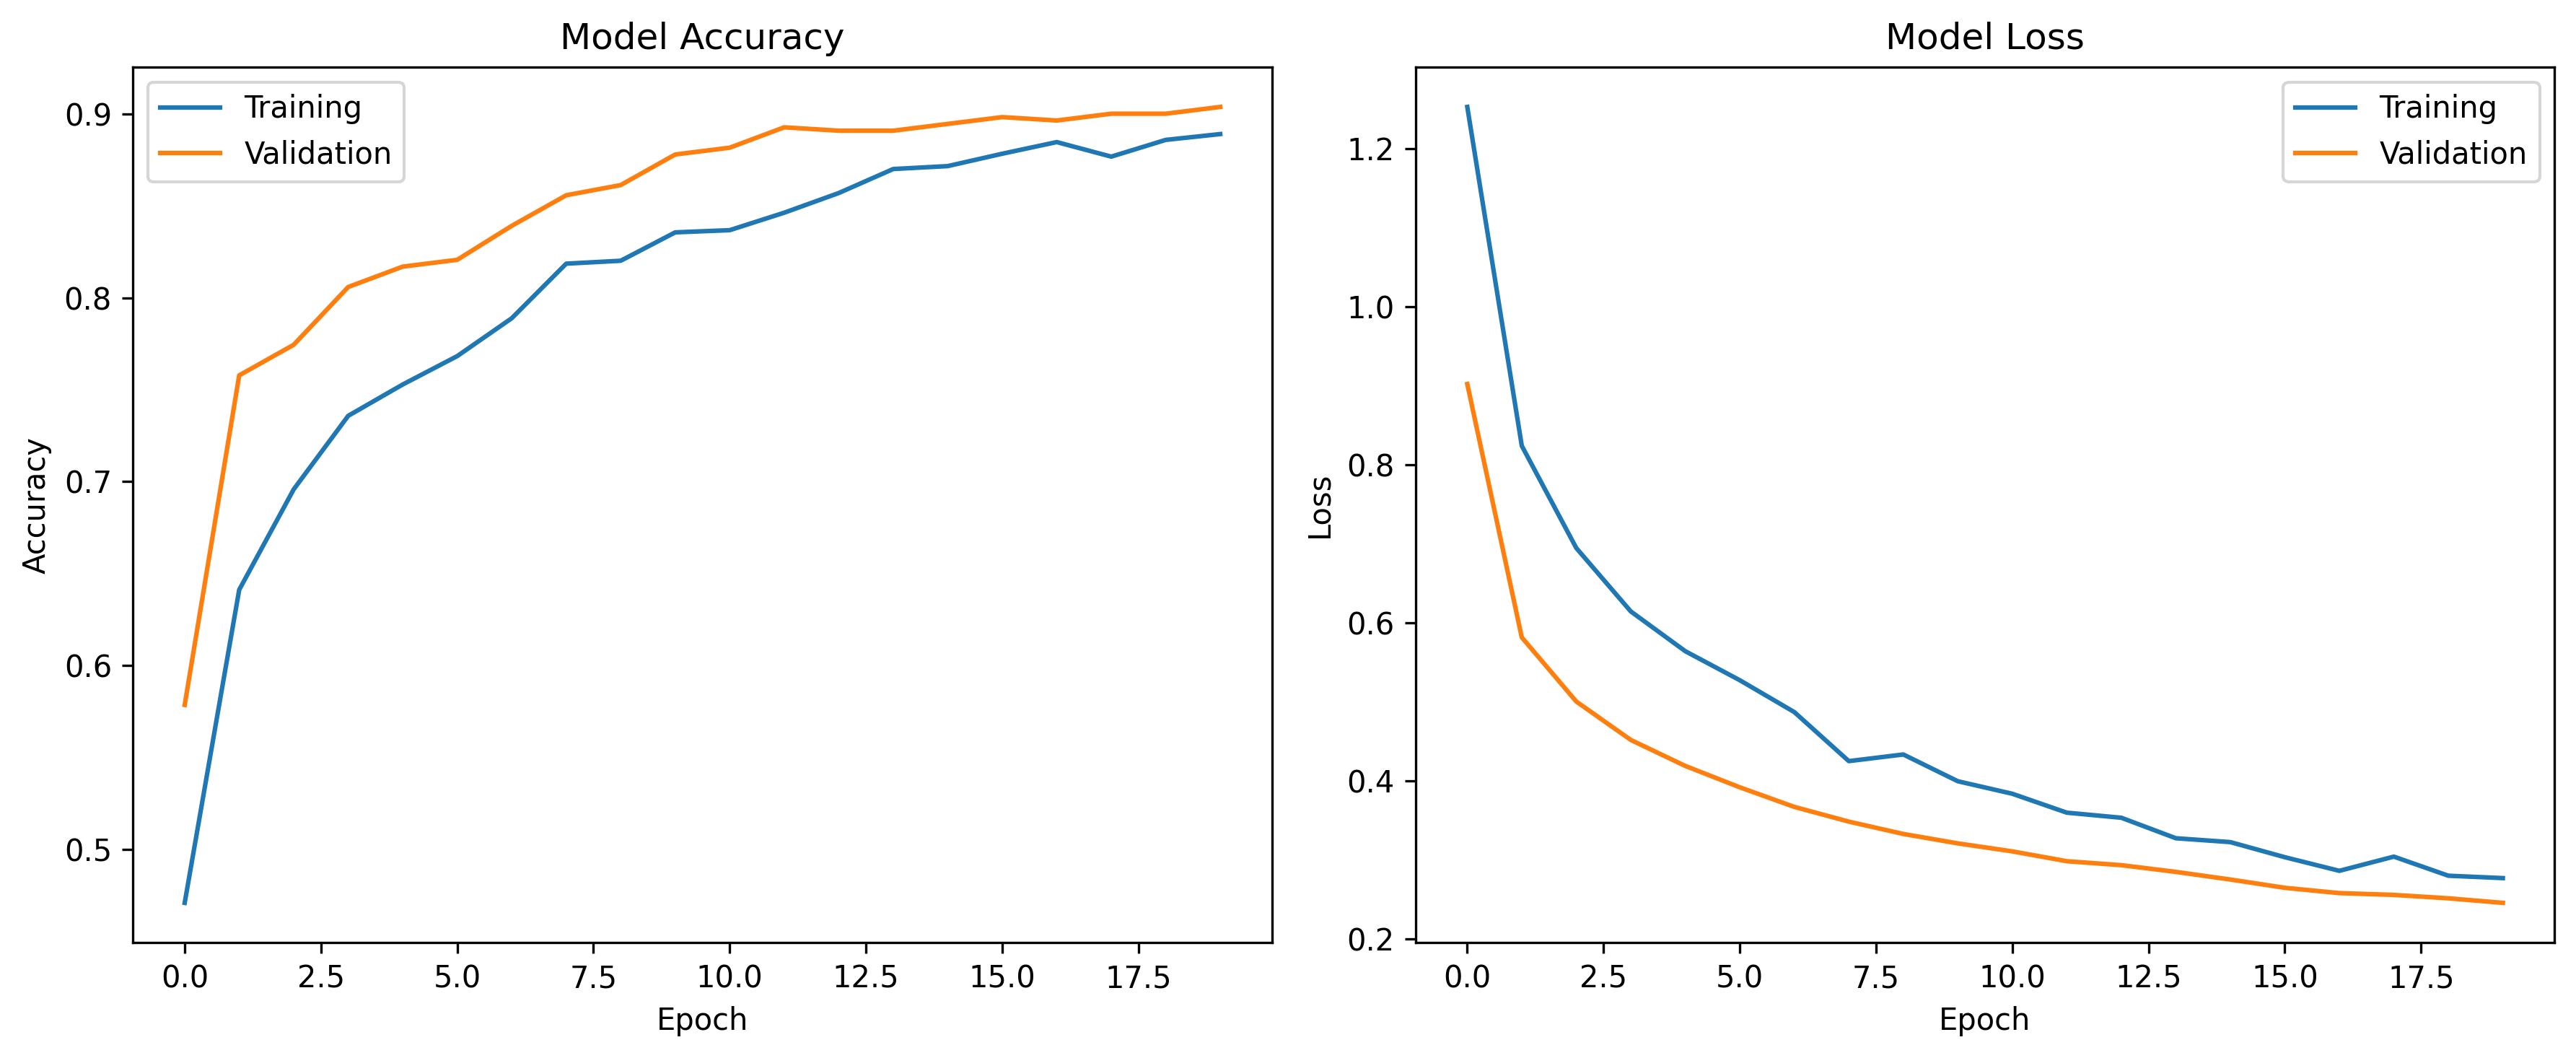 Model Accuracy
Training
Validation
0.9
0.8
0.7
0.6
0.5
Accuracy
0.0 2.5 5.0 7.5 10.0 12.5 15.0 17.5
Epoch
Model Loss
Training
Validation
1.2
1.0
0.8
0.6
0.4
0.2
Loss
0.0 2.5 5.0 7.5 10.0 12.5 15.0 17.5
Epoch